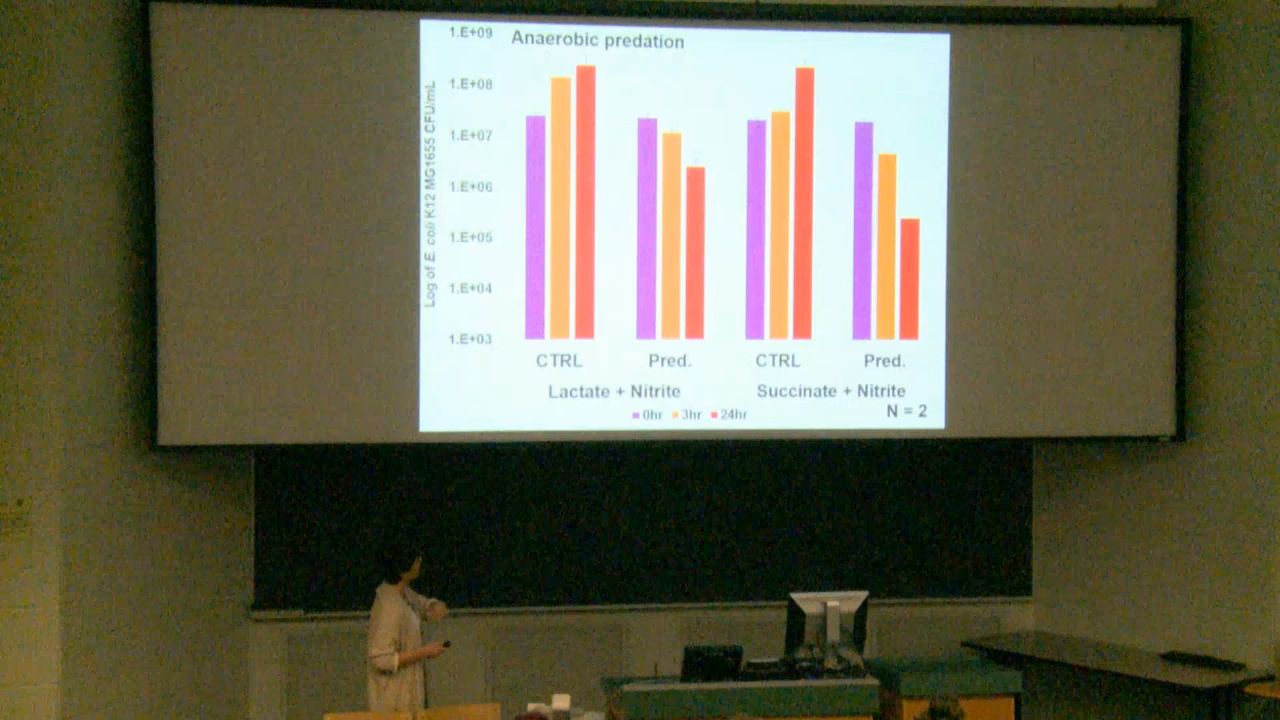 Anaerobic predation
Log of E. coli K12 MG1655 CFU/mL
1.E+09
1.E+08
1.E+07
1.E+06
1.E+05
1.E+04
1.E+03
CTRL Pred. CTRL Pred.
Lactate + Nitrite Succinate + Nitrite
0hr 3hr 24hr
N = 2